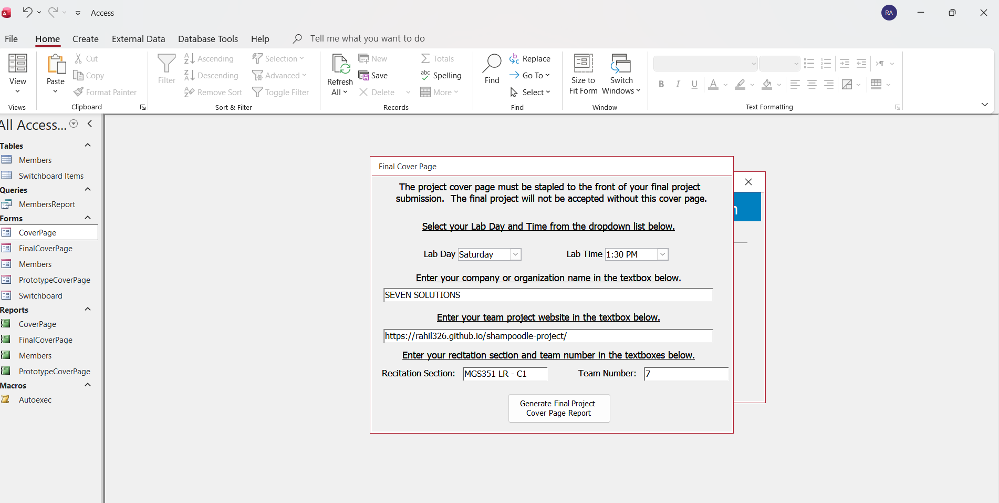 Access
RA
File Home Create External Data Database Tools Help Tell me what you want to do
View
Views
Paste
Cut
Copy
Format Painter
Clipboard
Filter
Ascending
Descending
Remove Sort
Selection
Advanced
Toggle Filter
Sort & Filter
Refresh
All
New
Save
Delete
Totals
Spelling
More
Records
Find
Replace
Go To
Select
Find
Size to
Fit Form
Switch
Windows
Window
B I U A
Text Formatting
All Access...
Tables
Members
Switchboard Items
Queries
MembersReport
Forms
CoverPage
FinalCoverPage
Members
PrototypeCoverPage
Switchboard
Reports
CoverPage
FinalCoverPage
Members
PrototypeCoverPage
Macros
Autoexec
Final Cover Page
The project cover page must be stapled to the front of your final project
submission.  The final project will not be accepted without this cover page.
Select your Lab Day and Time from the dropdown list below.
Lab Day Saturday Lab Time 1:30 PM
Enter your company or organization name in the textbox below.
SEVEN SOLUTIONS
Enter your team project website in the textbox below.
https://rahil326.github.io/shampoodle-project/
Enter your recitation section and team number in the textboxes below.
Recitation Section: MGS351 LR - C1 Team Number: 7
Generate Final Project
Cover Page Report